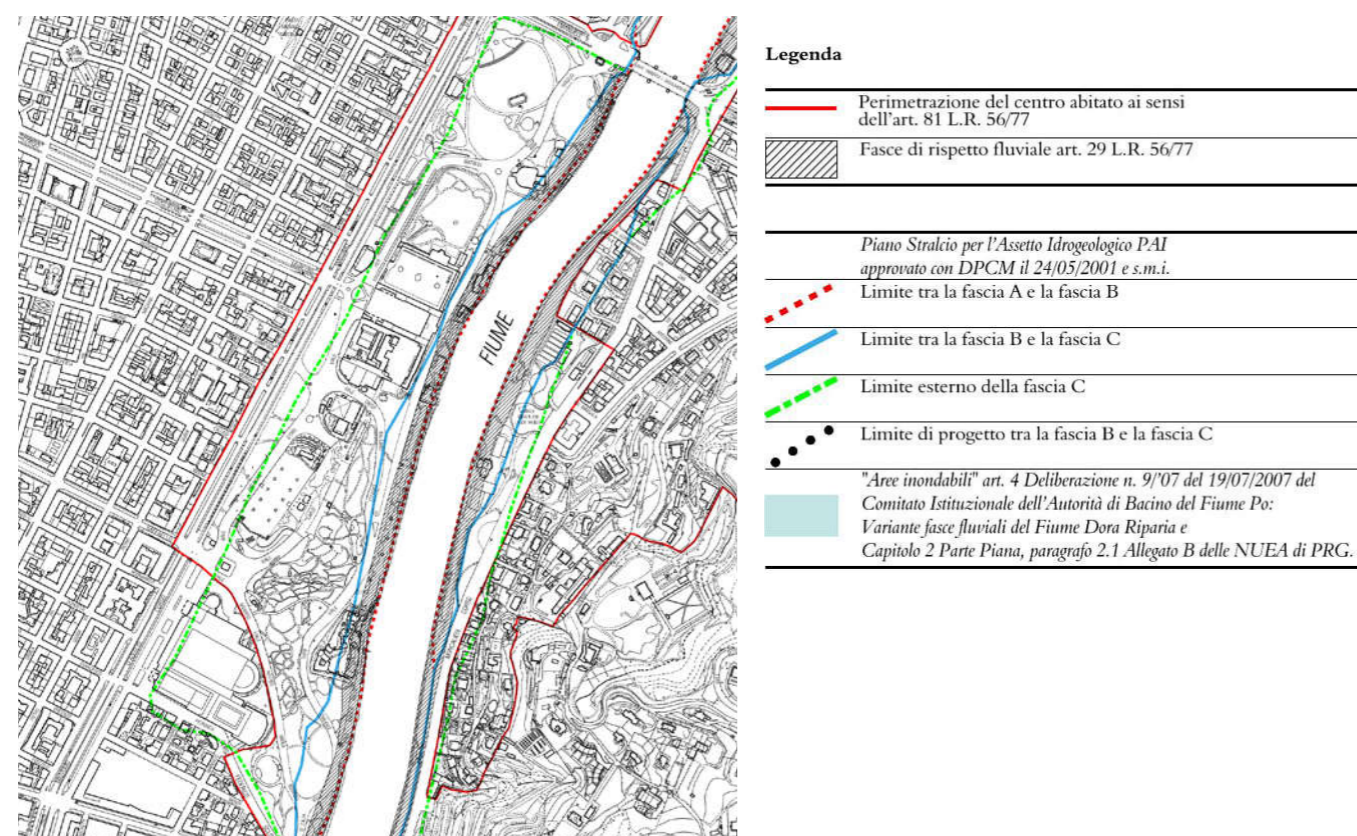 FIUME
Legenda
Perimetrazione del centro abitato ai sensi
dell'art. 81 L.R. 56/77
Fasce di rispetto fluviale art. 29 L.R. 56/77
Piano Stralcio per l'Assetto Idrogeologico PAI
approvato con DPCM il 24/05/2001 e s.m.i.
Limite tra la fascia A e la fascia B
Limite tra la fascia B e la fascia C
Limite esterno della fascia C
Limite di progetto tra la fascia B e la fascia C
"Aree inondabili" art. 4 Deliberazione n. 9/'07 del 19/07/2007 del
Comitato Istituzionale dell'Autorità di Bacino del Fiume Po:
Variante fasce fluviali del Fiume Dora Riparia e
Capitolo 2 Parte Piana, paragrafo 2.1 Allegato B delle NUEA di PRG.